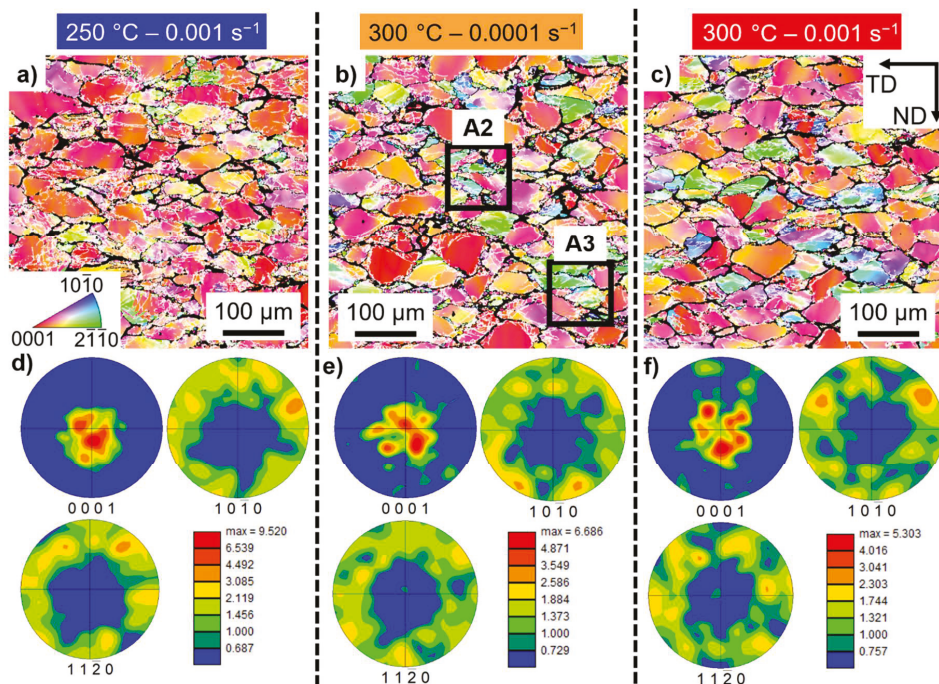 250 °C – 0.001 s⁻¹
300 °C – 0.0001 s⁻¹
300 °C – 0.001 s⁻¹
a)
b)
c)
TD
ND
A2
A3
101̅0
0001
2̅1̅1̅0
100 µm
100 µm
100 µm
d)
e)
f)
0 0 0 1
1 0 1̅ 0
0 0 0 1
1 0 1̅ 0
0 0 0 1
1 0 1̅ 0
max = 9.520
6.539
4.492
3.085
2.119
1.456
1.000
0.687
1 1 2̅ 0
max = 6.686
4.871
3.549
2.586
1.884
1.373
1.000
0.729
1 1 2̅ 0
max = 5.303
4.016
3.041
2.303
1.744
1.321
1.000
0.757
1 1 2̅ 0